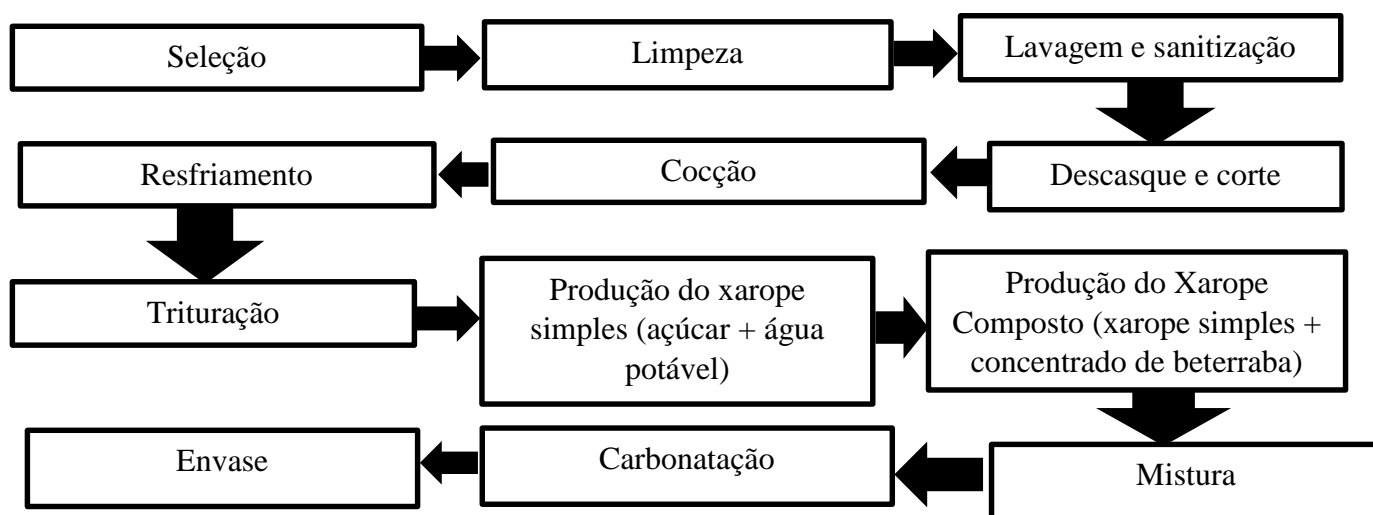 Seleção
Limpeza
Lavagem e sanitização
Descasque e corte
Cocção
Resfriamento
Trituração
Produção do xarope
simples (açúcar + água
potável)
Produção do Xarope
Composto (xarope simples +
concentrado de beterraba)
Mistura
Carbonatação
Envase